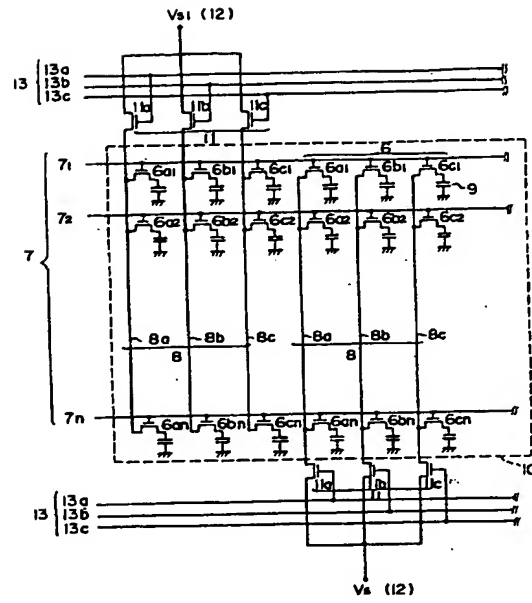 Vs1 (12)
13 13a
13b
13c
11a 11b 11c
11
6
71 6a1 6b1 6c1 6a1 6b1 6c1
9
72 6a2 6b2 6c2 6a2 6b2 6c2
7
8a 8b 8c 8a 8b 8c
8 8
7n 6an 6bn 6cn 6an 6bn 6cn
10
11a 11b 11c
11
13 13a
13b
13c
Vs (12)